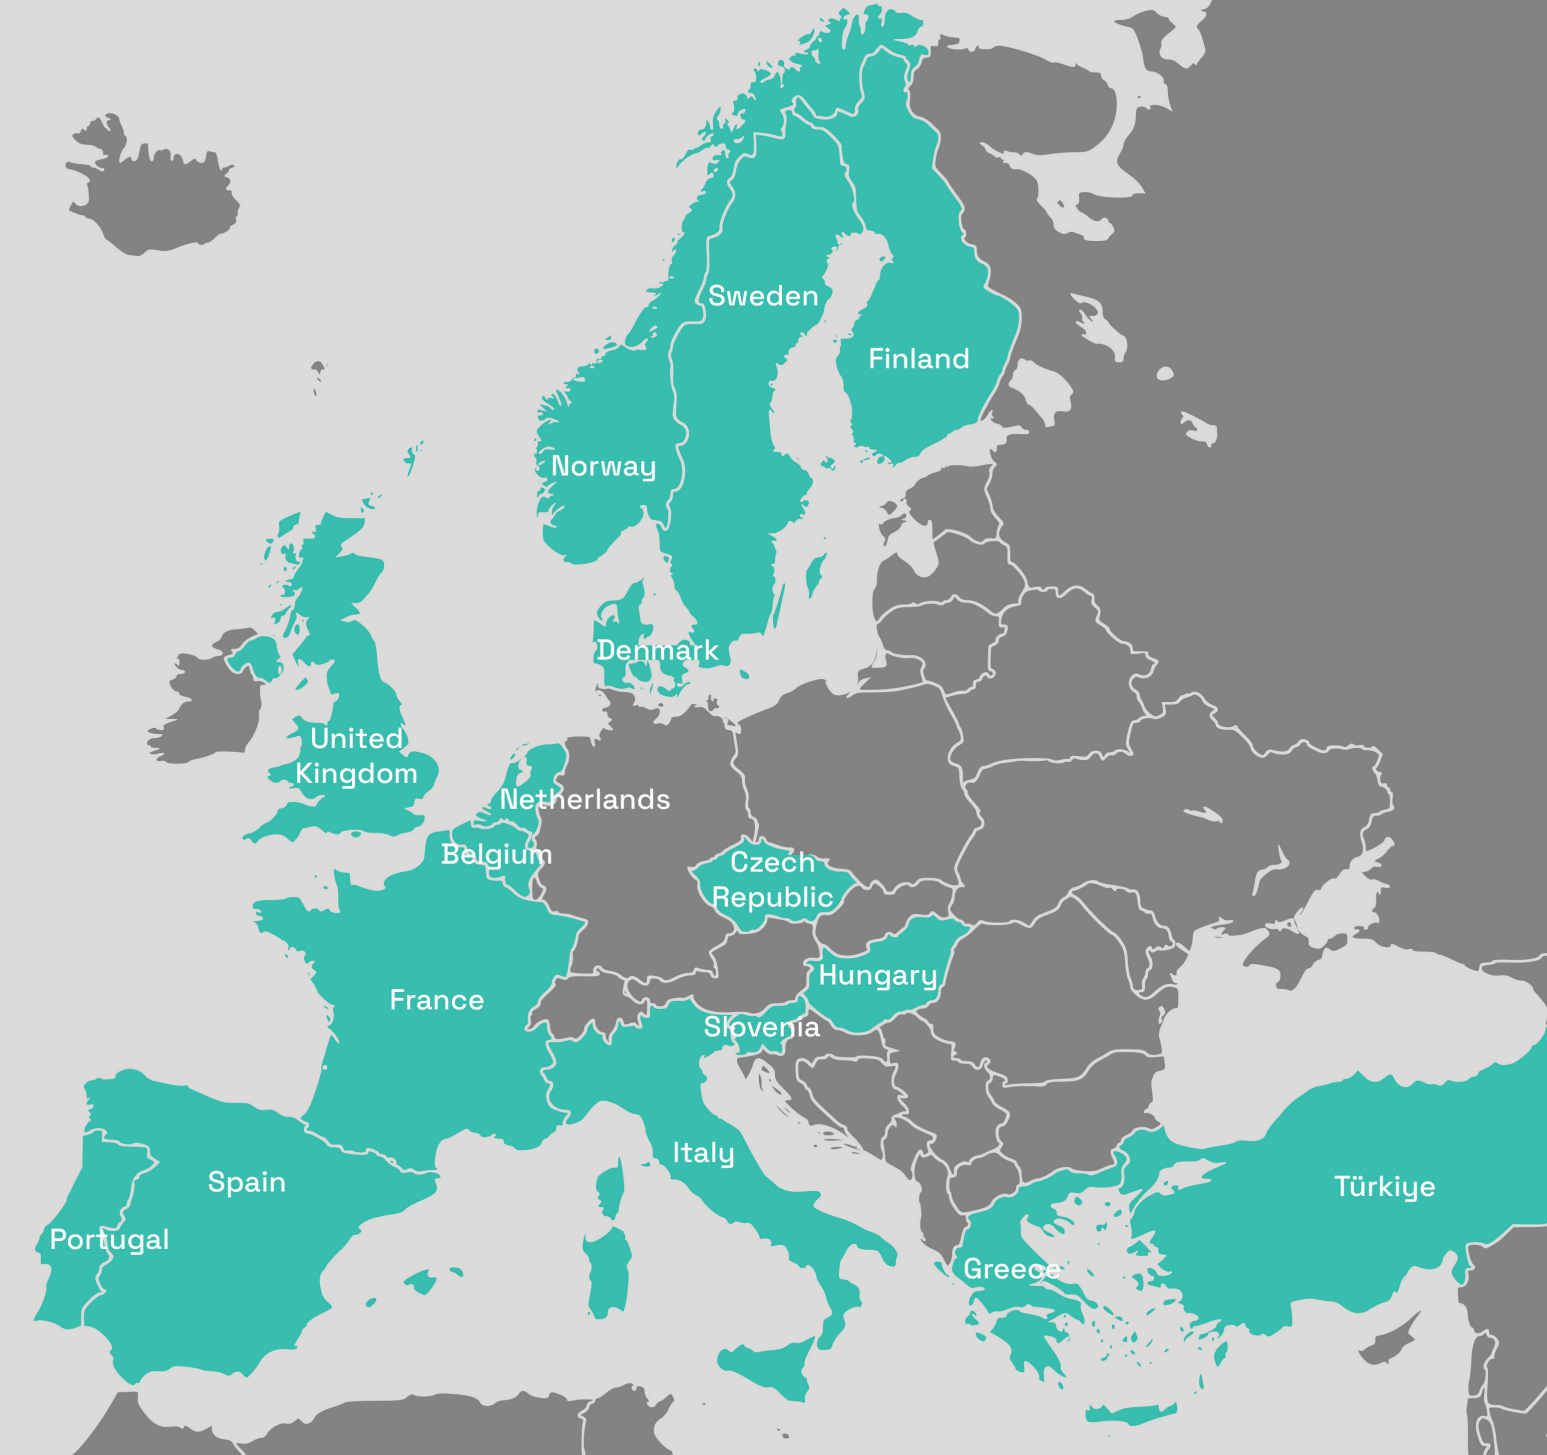 Sweden
Finland
Norway
Denmark
United
Kingdom
Netherlands
Belgium
Czech
Republic
Hungary
France
Slovenia
Italy
Spain
Türkiye
Portugal
Greece